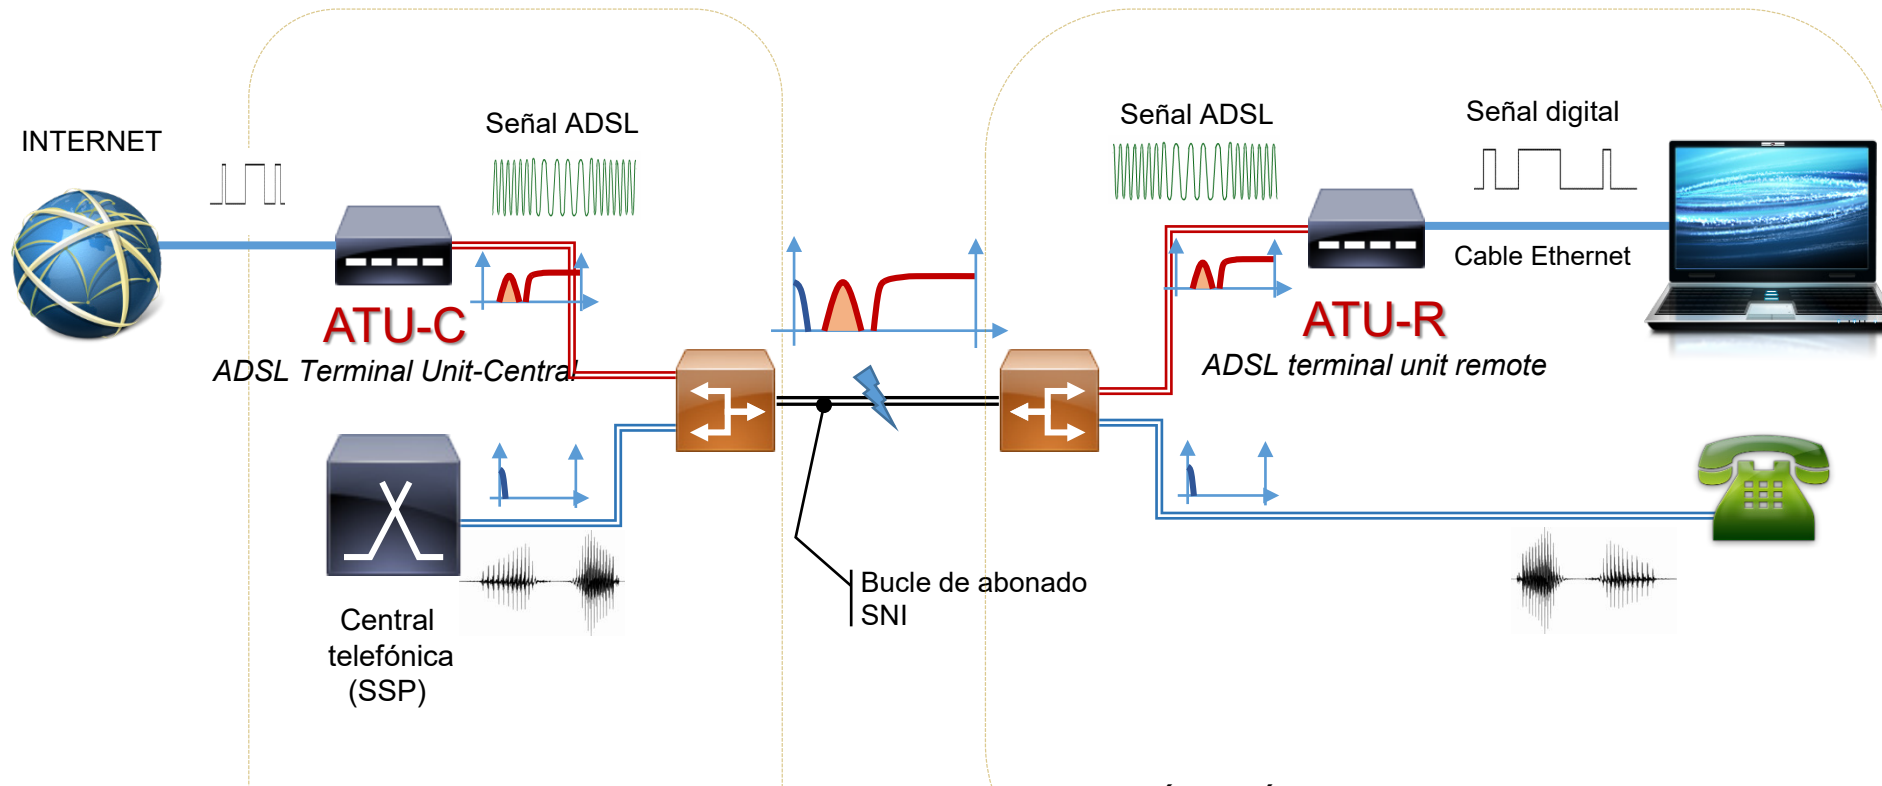 INTERNET
Señal ADSL
ATU-C
ADSL Terminal Unit-Central
Central
telefónica
(SSP)
Bucle de abonado
SNI
Señal ADSL
Señal digital
Cable Ethernet
ATU-R
ADSL terminal unit remote